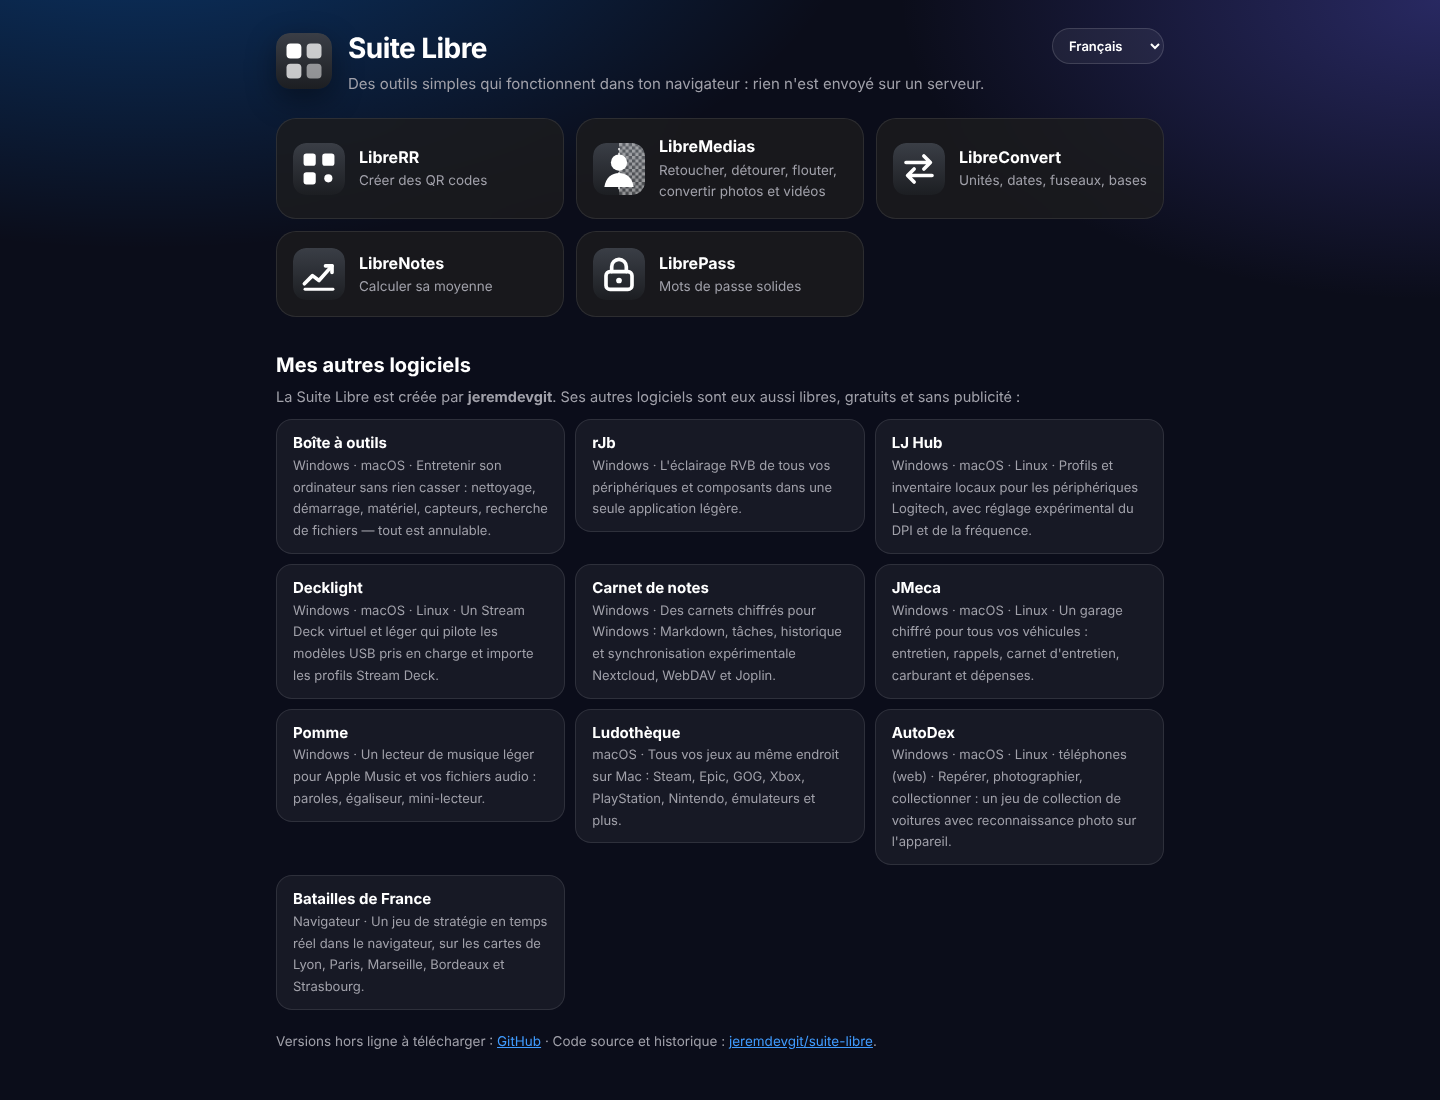 Suite Libre
Français
Des outils simples qui fonctionnent dans ton navigateur : rien n'est envoyé sur un serveur.
LibreRR
Créer des QR codes
LibreMedias
Retoucher, détourer, flouter,
convertir photos et vidéos
LibreConvert
Unités, dates, fuseaux, bases
LibreNotes
Calculer sa moyenne
LibrePass
Mots de passe solides
Mes autres logiciels
La Suite Libre est créée par jeremdevgit. Ses autres logiciels sont eux aussi libres, gratuits et sans publicité :
Boîte à outils
Windows · macOS · Entretenir son
ordinateur sans rien casser : nettoyage,
démarrage, matériel, capteurs, recherche
de fichiers — tout est annulable.
rJb
Windows · L'éclairage RVB de tous vos
périphériques et composants dans une
seule application légère.
LJ Hub
Windows · macOS · Linux · Profils et
inventaire locaux pour les périphériques
Logitech, avec réglage expérimental du
DPI et de la fréquence.
Decklight
Windows · macOS · Linux · Un Stream
Deck virtuel et léger qui pilote les
modèles USB pris en charge et importe
les profils Stream Deck.
Carnet de notes
Windows · Des carnets chiffrés pour
Windows : Markdown, tâches, historique
et synchronisation expérimentale
Nextcloud, WebDAV et Joplin.
JMeca
Windows · macOS · Linux · Un garage
chiffré pour tous vos véhicules :
entretien, rappels, carnet d'entretien,
carburant et dépenses.
Pomme
Windows · Un lecteur de musique léger
pour Apple Music et vos fichiers audio :
paroles, égaliseur, mini-lecteur.
Ludothèque
macOS · Tous vos jeux au même endroit
sur Mac : Steam, Epic, GOG, Xbox,
PlayStation, Nintendo, émulateurs et
plus.
AutoDex
Windows · macOS · Linux · téléphones
(web) · Repérer, photographier,
collectionner : un jeu de collection de
voitures avec reconnaissance photo sur
l'appareil.
Batailles de France
Navigateur · Un jeu de stratégie en temps
réel dans le navigateur, sur les cartes de
Lyon, Paris, Marseille, Bordeaux et
Strasbourg.
Versions hors ligne à télécharger : GitHub · Code source et historique : jeremdevgit/suite-libre.